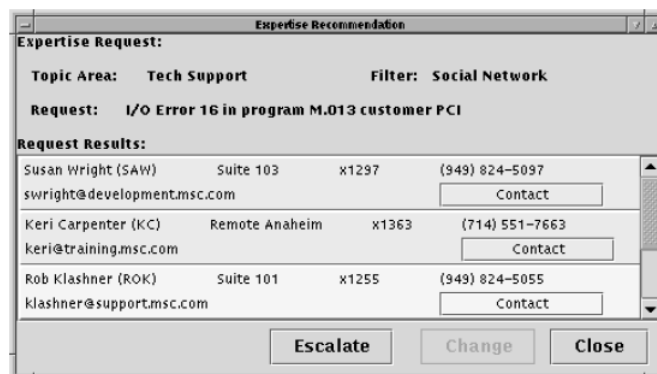 Expertise Recommendation
Expertise Request:
Topic Area: Tech Support Filter: Social Network
Request: I/O Error 16 in program M.013 customer PCI
Request Results:
Susan Wright (SAW) Suite 103 x1297 (949) 824-5097
swright@development.msc.com Contact
Keri Carpenter (KC) Remote Anaheim x1363 (714) 551-7663
keri@training.msc.com Contact
Rob Klashner (ROK) Suite 101 x1255 (949) 824-5055
klashner@support.msc.com Contact
Escalate Change Close